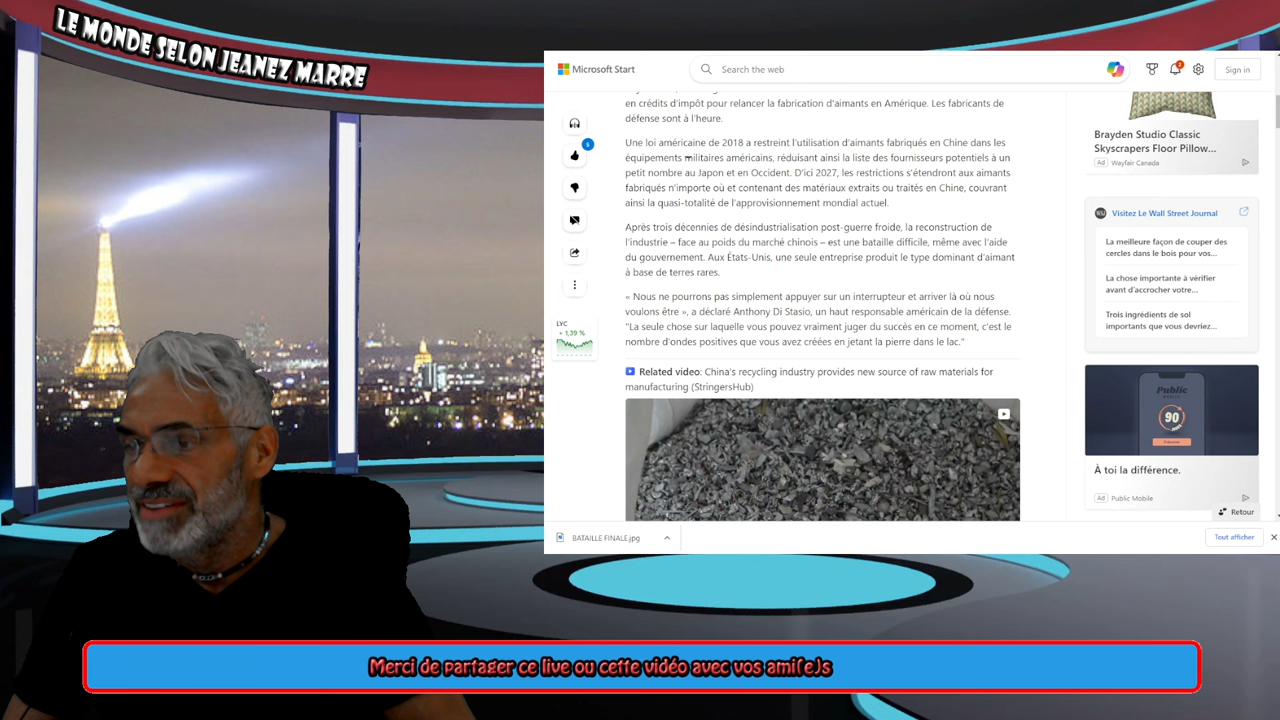 LE MONDE SELON JEANEZ MARRE
Microsoft Start
Search the web
2
Sign in
en crédits d'impôt pour relancer la fabrication d'aimants en Amérique. Les fabricants de
défense sont à l'heure.
Une loi américaine de 2018 a restreint l'utilisation d'aimants fabriqués en Chine dans les
équipements militaires américains, réduisant ainsi la liste des fournisseurs potentiels à un
petit nombre au Japon et en Occident. D'ici 2027, les restrictions s'étendront aux aimants
fabriqués n'importe où et contenant des matériaux extraits ou traités en Chine, couvrant
ainsi la quasi-totalité de l'approvisionnement mondial actuel.
Après trois décennies de désindustrialisation post-guerre froide, la reconstruction de
l'industrie – face au poids du marché chinois – est une bataille difficile, même avec l'aide
du gouvernement. Aux États-Unis, une seule entreprise produit le type dominant d'aimant
à base de terres rares.
« Nous ne pourrons pas simplement appuyer sur un interrupteur et arriver là où nous
voulons être », a déclaré Anthony Di Stasio, un haut responsable américain de la défense.
"La seule chose sur laquelle vous pouvez vraiment juger du succès en ce moment, c'est le
nombre d'ondes positives que vous avez créées en jetant la pierre dans le lac."
Related video: China's recycling industry provides new source of raw materials for
manufacturing (StringersHub)
LYC
+ 1,39 %
Brayden Studio Classic
Skyscrapers Floor Pillow...
Ad Wayfair Canada
Visitez Le Wall Street Journal
La meilleure façon de couper des
cercles dans le bois pour vos...
La chose importante à vérifier
avant d'accrocher votre...
Trois ingrédients de sol
importants que vous devriez...
Public
MOBILE
90
À toi la différence.
Ad Public Mobile
Retour
BATAILLE FINALE.jpg
Tout afficher
Merci de partager ce live ou cette vidéo avec vos ami(e)s